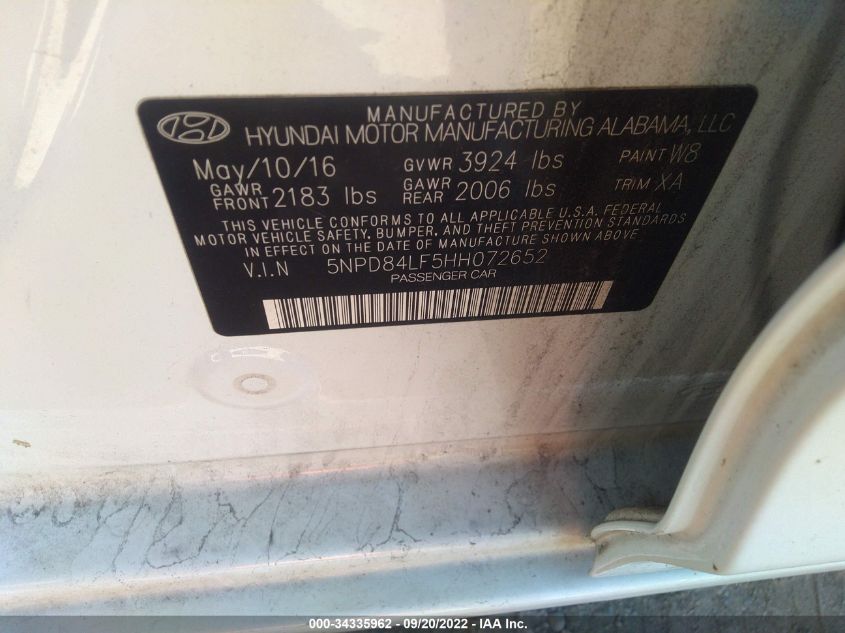 MANUFACTURED BY
HYUNDAI MOTOR MANUFACTURING ALABAMA, LLC
May/10/16 GVWR 3924 lbs PAINT W8
GAWR FRONT 2183 lbs GAWR REAR 2006 lbs TRIM XA
THIS VEHICLE CONFORMS TO ALL APPLICABLE U.S.A. FEDERAL
MOTOR VEHICLE SAFETY, BUMPER, AND THEFT PREVENTION STANDARDS
IN EFFECT ON THE DATE OF MANUFACTURE SHOWN ABOVE
V.I.N 5NPD84LF5HH072652
PASSENGER CAR
000-34335962 - 09/20/2022 - IAA Inc.